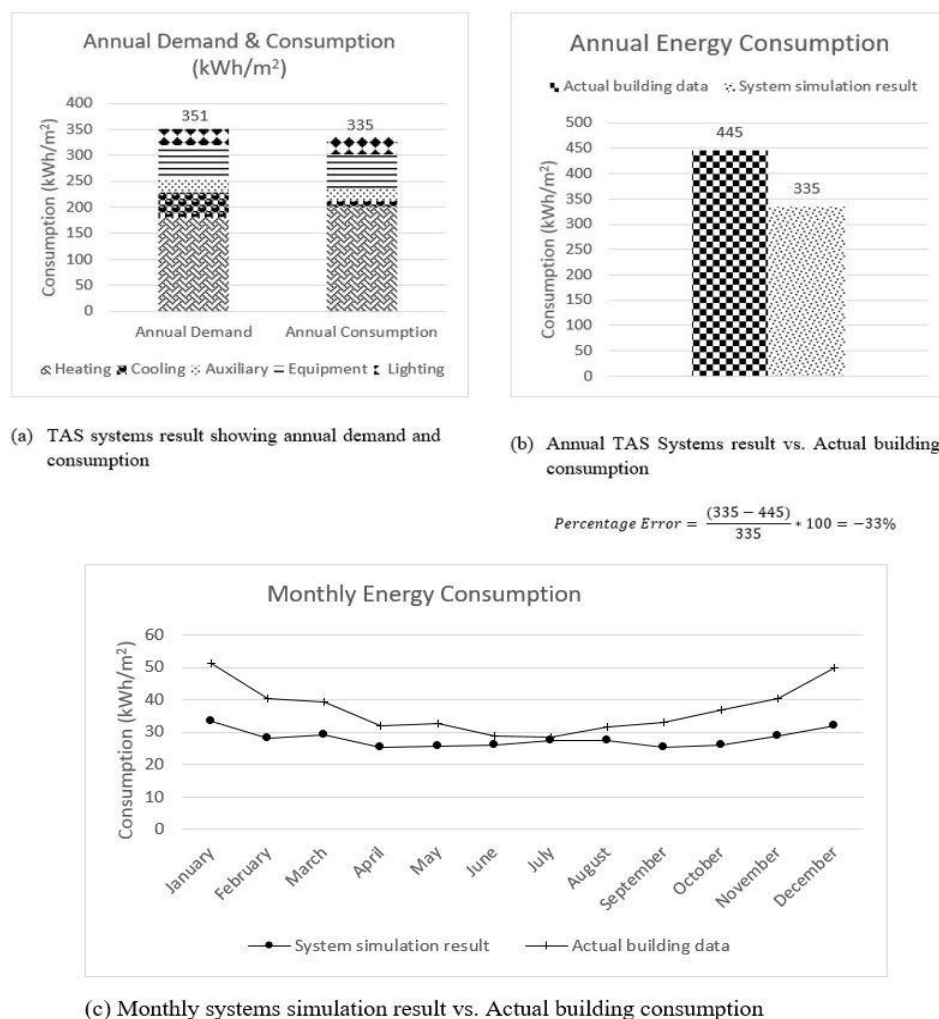 Annual Demand & Consumption
(kWh/m²)
Consumption (kWh/m²)
400
350
300
250
200
150
100
50
0
351
335
Annual Demand
Annual Consumption
Heating Cooling Auxiliary Equipment Lighting
(a) TAS systems result showing annual demand and
consumption
Annual Energy Consumption
Actual building data System simulation result
Consumption (kWh/m²)
500
450
400
350
300
250
200
150
100
50
0
445
335
(b) Annual TAS Systems result vs. Actual building
consumption
Percentage Error = (335 − 445)/335 * 100 = −33%
Monthly Energy Consumption
Consumption (kWh/m²)
60
50
40
30
20
10
0
January
February
March
April
May
June
July
August
September
October
November
December
System simulation result Actual building data
(c) Monthly systems simulation result vs. Actual building consumption